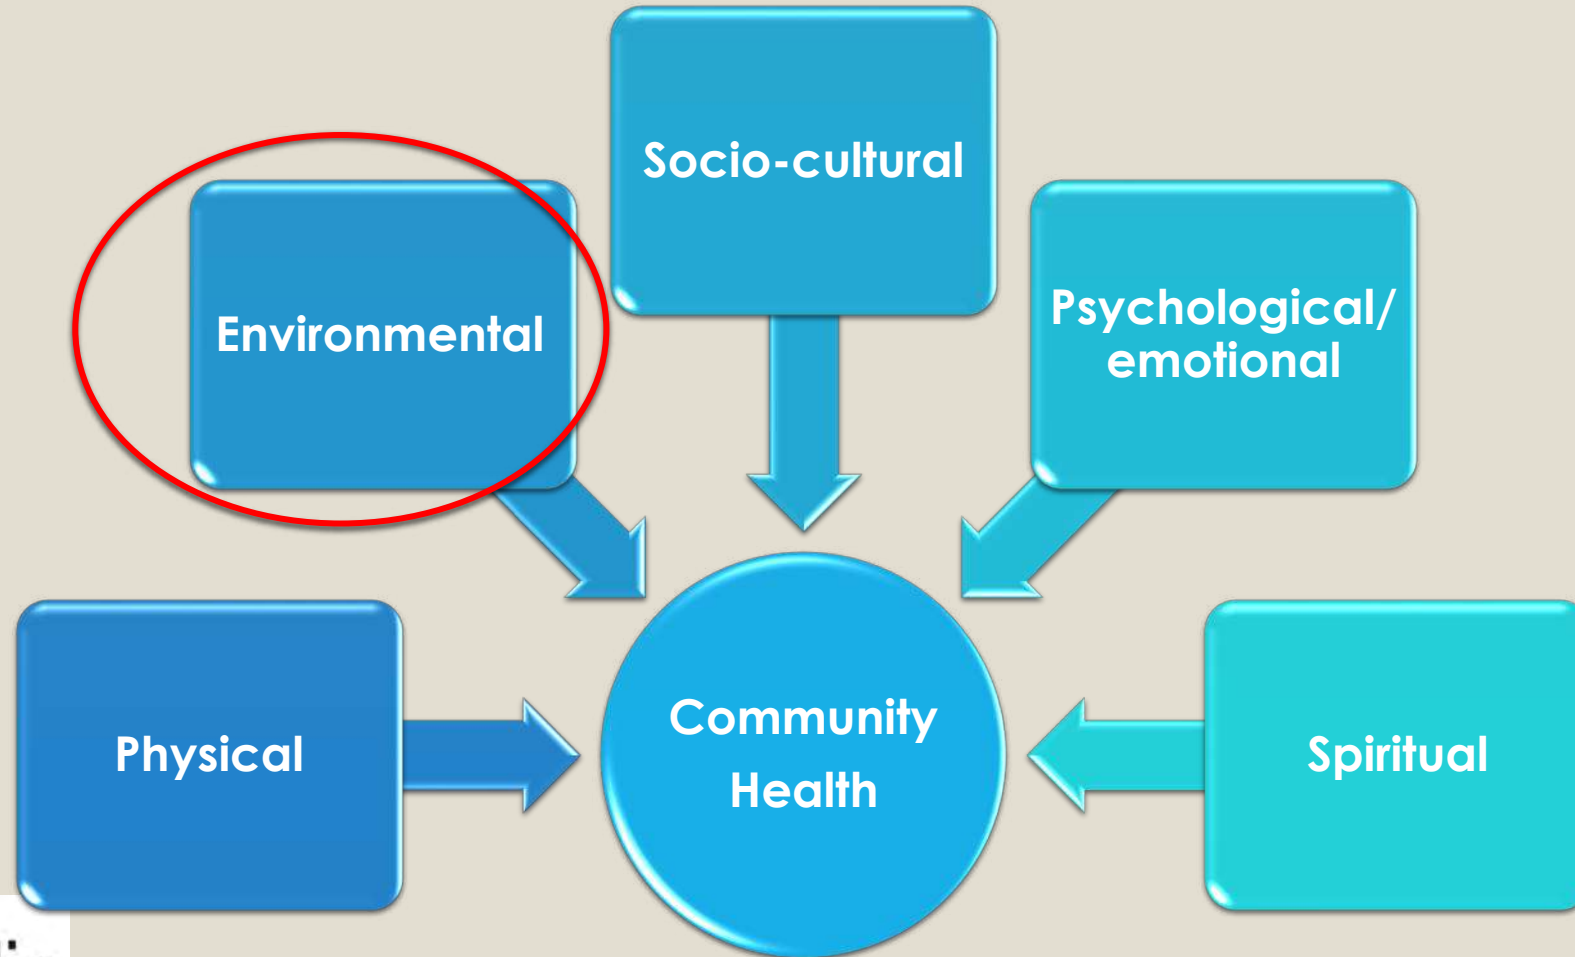 Socio-cultural
Environmental
Psychological/
emotional
Physical
Community
Health
Spiritual